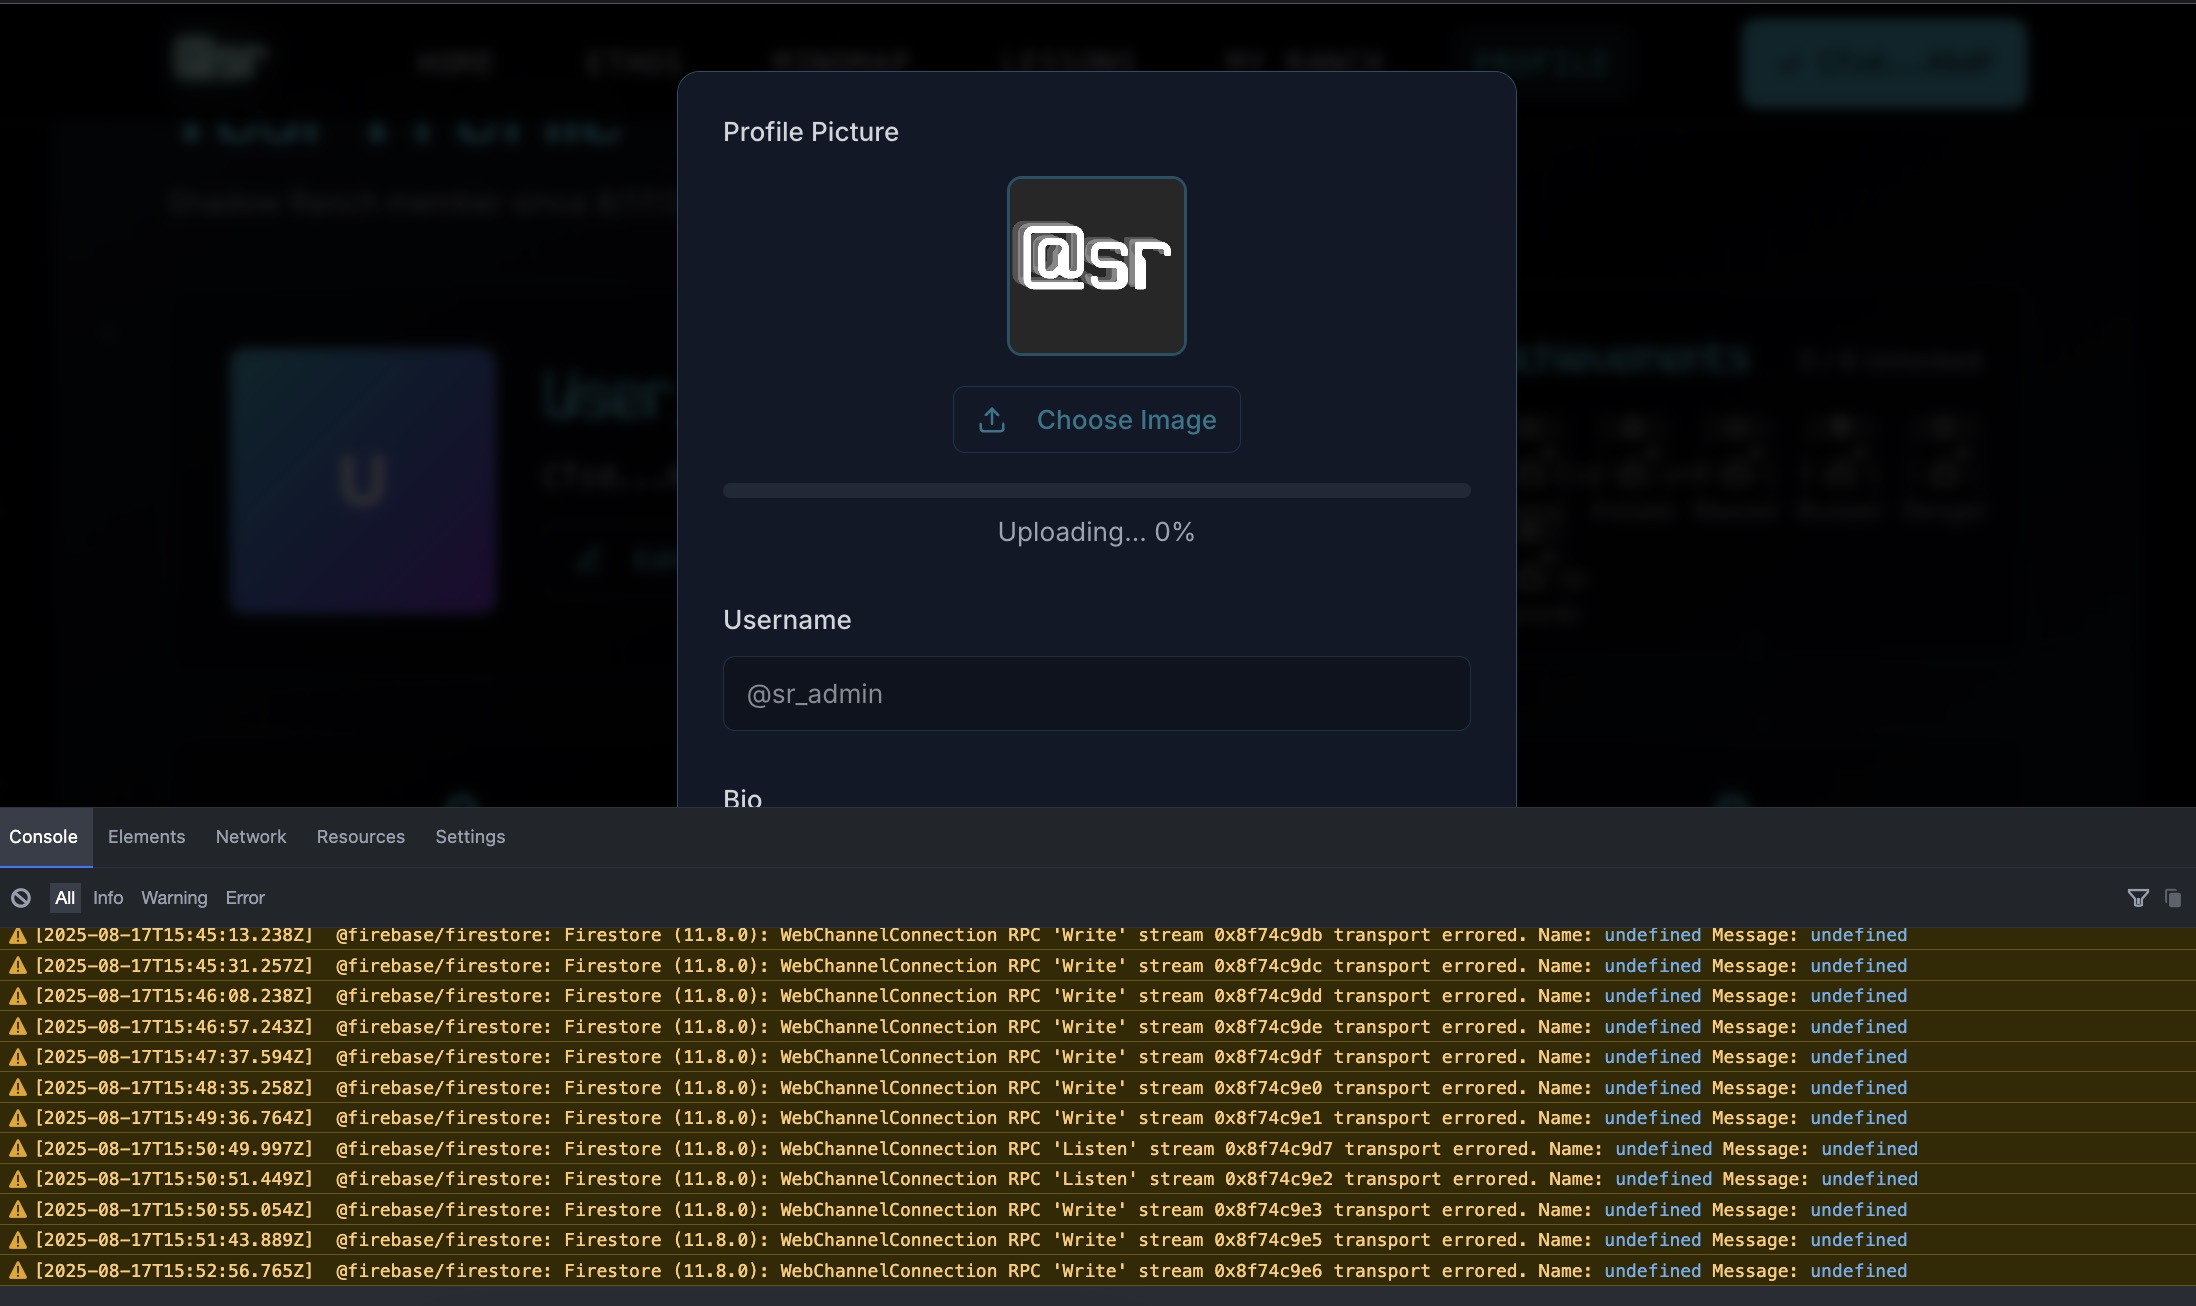 HOME ETHOS MINDMAP LESSONS MY RANCH PROFILE
Profile Picture
@sr
Choose Image
Uploading... 0%
User
U
Username
@sr_admin
Bio
Console Elements Network Resources Settings
All Info Warning Error
[2025-08-17T15:45:13.238Z] @firebase/firestore: Firestore (11.8.0): WebChannelConnection RPC 'Write' stream 0x8f74c9db transport errored. Name: undefined Message: undefined
[2025-08-17T15:45:31.257Z] @firebase/firestore: Firestore (11.8.0): WebChannelConnection RPC 'Write' stream 0x8f74c9dc transport errored. Name: undefined Message: undefined
[2025-08-17T15:46:08.238Z] @firebase/firestore: Firestore (11.8.0): WebChannelConnection RPC 'Write' stream 0x8f74c9dd transport errored. Name: undefined Message: undefined
[2025-08-17T15:46:57.243Z] @firebase/firestore: Firestore (11.8.0): WebChannelConnection RPC 'Write' stream 0x8f74c9de transport errored. Name: undefined Message: undefined
[2025-08-17T15:47:37.594Z] @firebase/firestore: Firestore (11.8.0): WebChannelConnection RPC 'Write' stream 0x8f74c9df transport errored. Name: undefined Message: undefined
[2025-08-17T15:48:35.258Z] @firebase/firestore: Firestore (11.8.0): WebChannelConnection RPC 'Write' stream 0x8f74c9e0 transport errored. Name: undefined Message: undefined
[2025-08-17T15:49:36.764Z] @firebase/firestore: Firestore (11.8.0): WebChannelConnection RPC 'Write' stream 0x8f74c9e1 transport errored. Name: undefined Message: undefined
[2025-08-17T15:50:49.997Z] @firebase/firestore: Firestore (11.8.0): WebChannelConnection RPC 'Listen' stream 0x8f74c9d7 transport errored. Name: undefined Message: undefined
[2025-08-17T15:50:51.449Z] @firebase/firestore: Firestore (11.8.0): WebChannelConnection RPC 'Listen' stream 0x8f74c9e2 transport errored. Name: undefined Message: undefined
[2025-08-17T15:50:55.054Z] @firebase/firestore: Firestore (11.8.0): WebChannelConnection RPC 'Write' stream 0x8f74c9e3 transport errored. Name: undefined Message: undefined
[2025-08-17T15:51:43.889Z] @firebase/firestore: Firestore (11.8.0): WebChannelConnection RPC 'Write' stream 0x8f74c9e5 transport errored. Name: undefined Message: undefined
[2025-08-17T15:52:56.765Z] @firebase/firestore: Firestore (11.8.0): WebChannelConnection RPC 'Write' stream 0x8f74c9e6 transport errored. Name: undefined Message: undefined